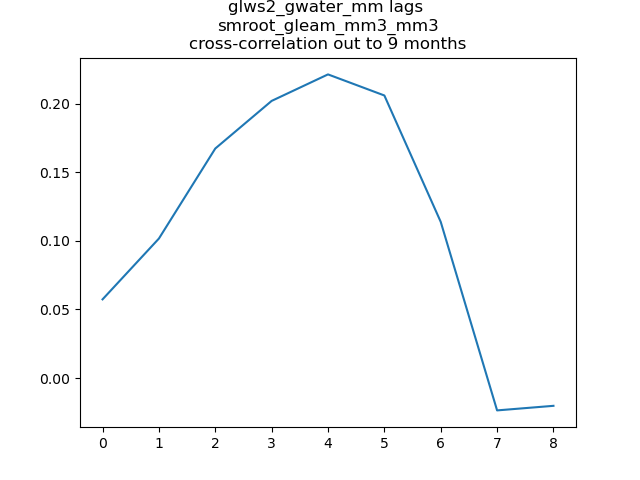 glws2_gwater_mm lags
smroot_gleam_mm3_mm3
cross-correlation out to 9 months
0.20
0.15
0.10
0.05
0.00
0 1 2 3 4 5 6 7 8